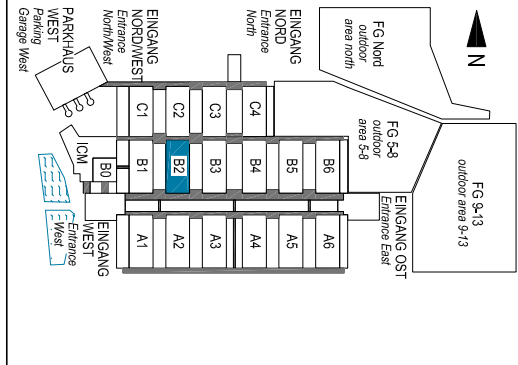 N
FG Nord
outdoor
area north
FG 5-8
outdoor
area 5-8
FG 9-13
outdoor area 9-13
EINGANG
NORD
Entrance
North
EINGANG
NORD/WEST
Entrance
North/West
PARKHAUS
WEST
Parking
Garage West
EINGANG OST
Entrance East
EINGANG
WEST
Entrance
West
ICM
B0
C1
C2
C3
C4
B1
B2
B3
B4
B5
B6
A1
A2
A3
A4
A5
A6